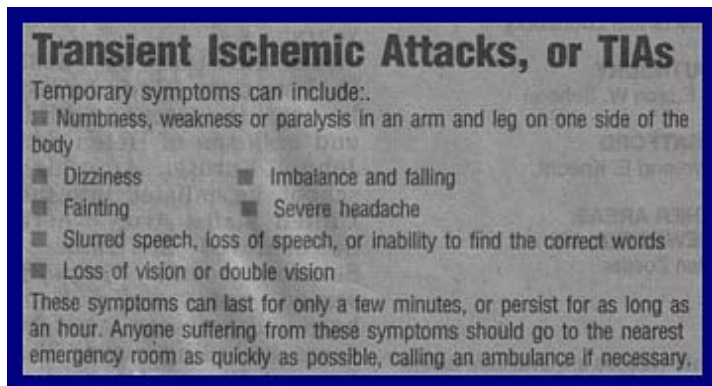 Transient Ischemic Attacks, or TIAs
Temporary symptoms can include:.
■ Numbness, weakness or paralysis in an arm and leg on one side of the
body
■ Dizziness ■ Imbalance and falling
■ Fainting ■ Severe headache
■ Slurred speech, loss of speech, or inability to find the correct words
■ Loss of vision or double vision
These symptoms can last for only a few minutes, or persist for as long as
an hour. Anyone suffering from these symptoms should go to the nearest
emergency room as quickly as possible, calling an ambulance if necessary.